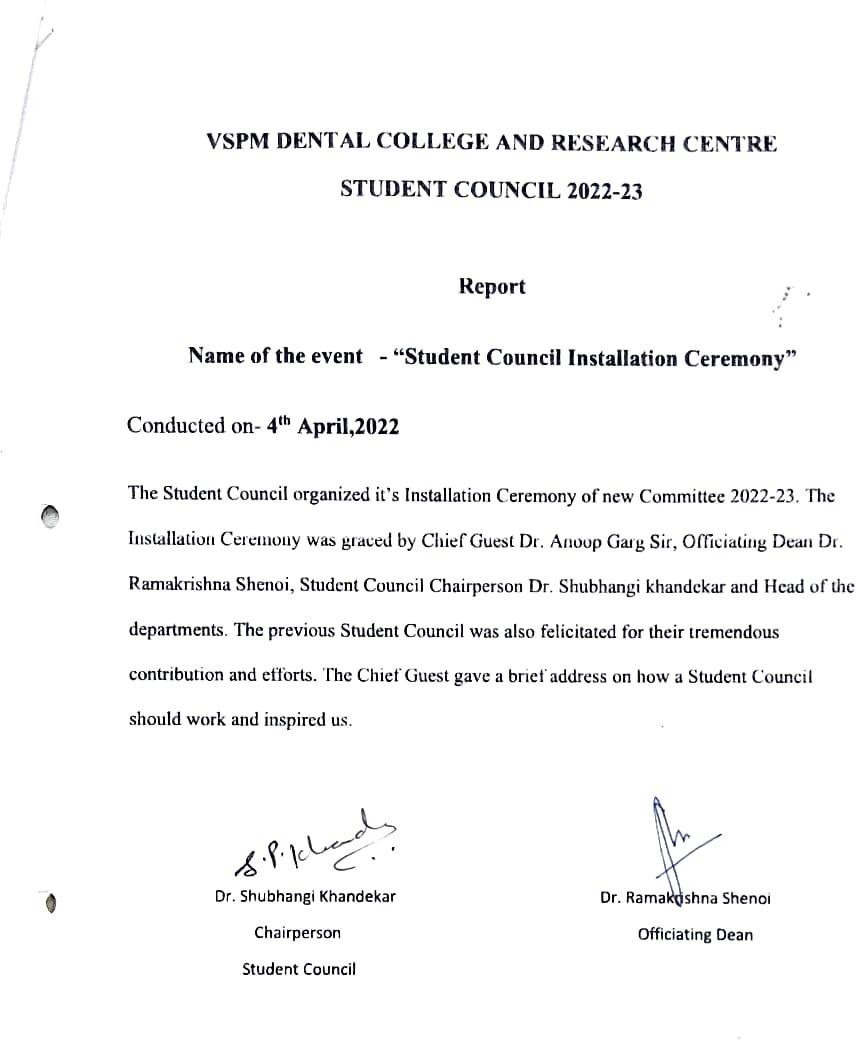 VSPM DENTAL COLLEGE AND RESEARCH CENTRE
STUDENT COUNCIL 2022-23
Report
Name of the event - “Student Council Installation Ceremony”
Conducted on- 4th April,2022
The Student Council organized it’s Installation Ceremony of new Committee 2022-23. The
Installation Ceremony was graced by Chief Guest Dr. Anoop Garg Sir, Officiating Dean Dr.
Ramakrishna Shenoi, Student Council Chairperson Dr. Shubhangi khandekar and Head of the
departments. The previous Student Council was also felicitated for their tremendous
contribution and efforts. The Chief Guest gave a brief address on how a Student Council
should work and inspired us.
Dr. Shubhangi Khandekar
Chairperson
Student Council
Dr. Ramakrishna Shenoi
Officiating Dean